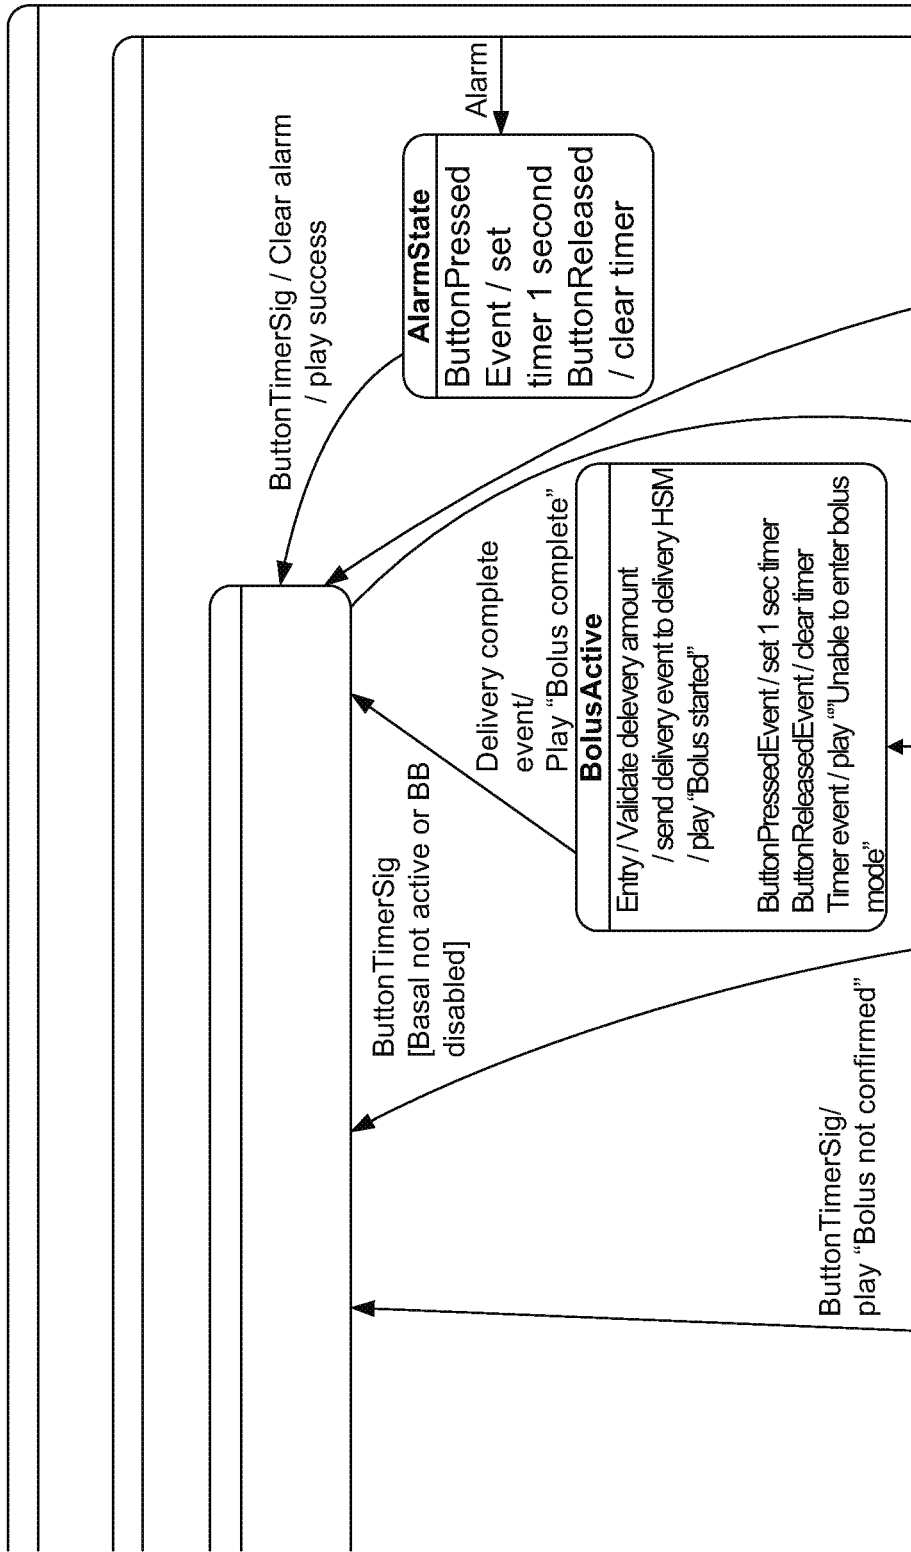 ButtonTimerSig / Clear alarm
/ play success
Alarm
AlarmState
ButtonPressed
Event / set
timer 1 second
ButtonReleased
/ clear timer
Delivery complete
event/
Play “Bolus complete”
BolusActive
Entry / Validate delevery amount
/ send delivery event to delivery HSM
/ play “Bolus started”
ButtonPressedEvent / set 1 sec timer
ButtonReleasedEvent / clear timer
Timer event / play “”Unable to enter bolus
mode”
ButtonTimerSig
[Basal not active or BB
disabled]
ButtonTimerSig/
play “Bolus not confirmed”